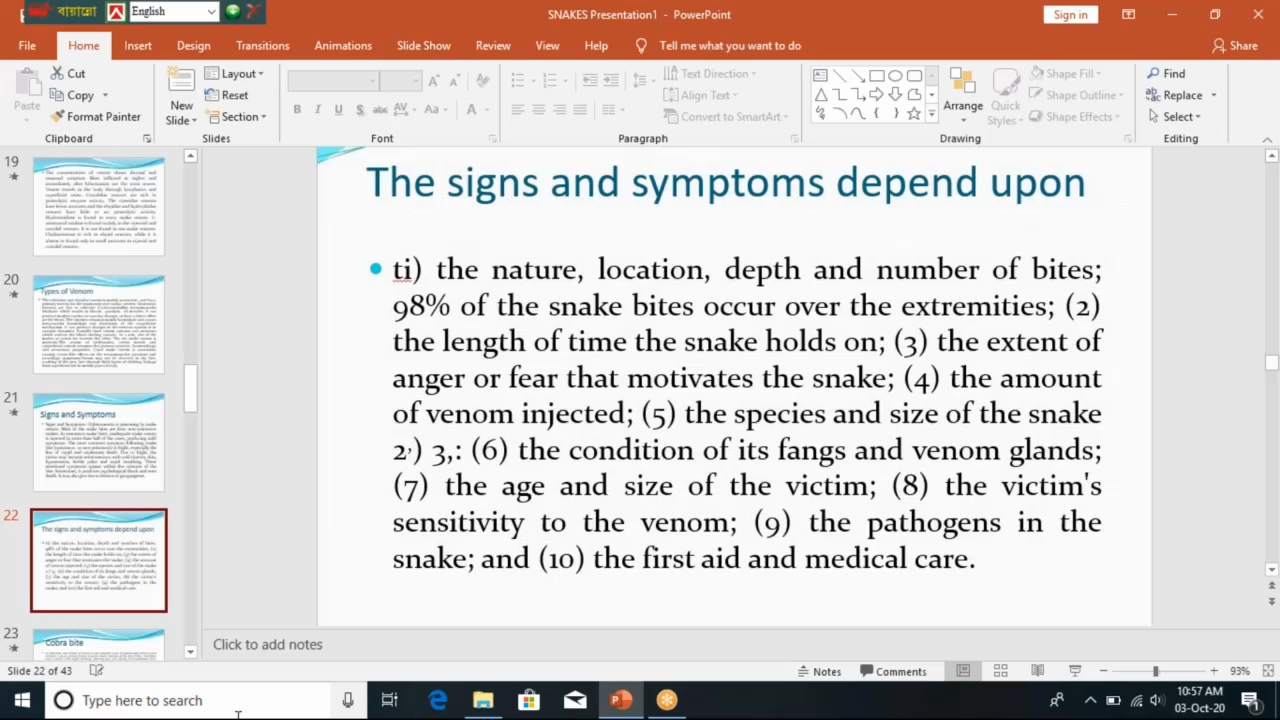 বায়ান্নো English SNAKES Presentation1 - PowerPoint Sign in
File Home Insert Design Transitions Animations Slide Show Review View Help Tell me what you want to do Share
Paste Cut Copy Format Painter Clipboard
New Slide Layout Reset Section Slides
Font
Text Direction Align Text Convert to SmartArt Paragraph
Arrange Quick Styles Shape Fill Shape Outline Shape Effects Drawing
Find Replace Select Editing
19
20
Types of Venom
21
Signs and Symptoms
22
The signs and symptoms depend upon
23
Cobra bite
The signs and symptoms depend upon
ti) the nature, location, depth and number of bites;
98% of the snake bites occur over the extremities; (2)
the length of time the snake holds on; (3) the extent of
anger or fear that motivates the snake; (4) the amount
of venom injected; (5) the species and size of the snake
2,) 3,: (6) the condition of its fangs and venom glands;
(7) the age and size of the victim; (8) the victim's
sensitivity to the venom; (9) the pathogens in the
snake; and (10) the first aid and medical care.
Click to add notes
Slide 22 of 43 Notes Comments 93%
Type here to search
10:57 AM
03-Oct-20